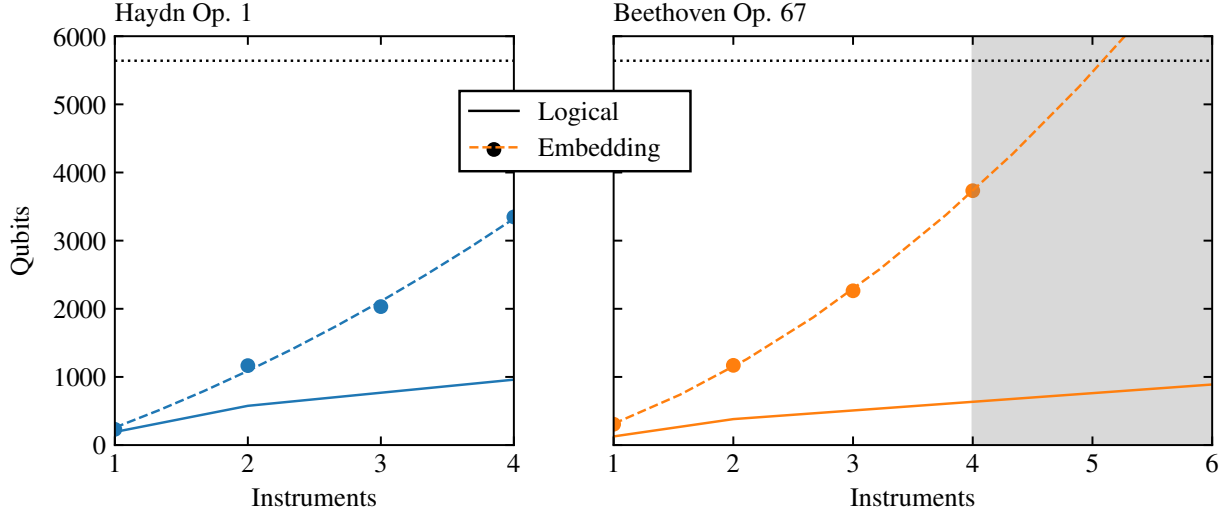 Haydn Op. 1
Beethoven Op. 67
6000
5000
4000
3000
2000
1000
0
Qubits
Logical
Embedding
1 2 3 4
1 2 3 4 5 6
Instruments
Instruments